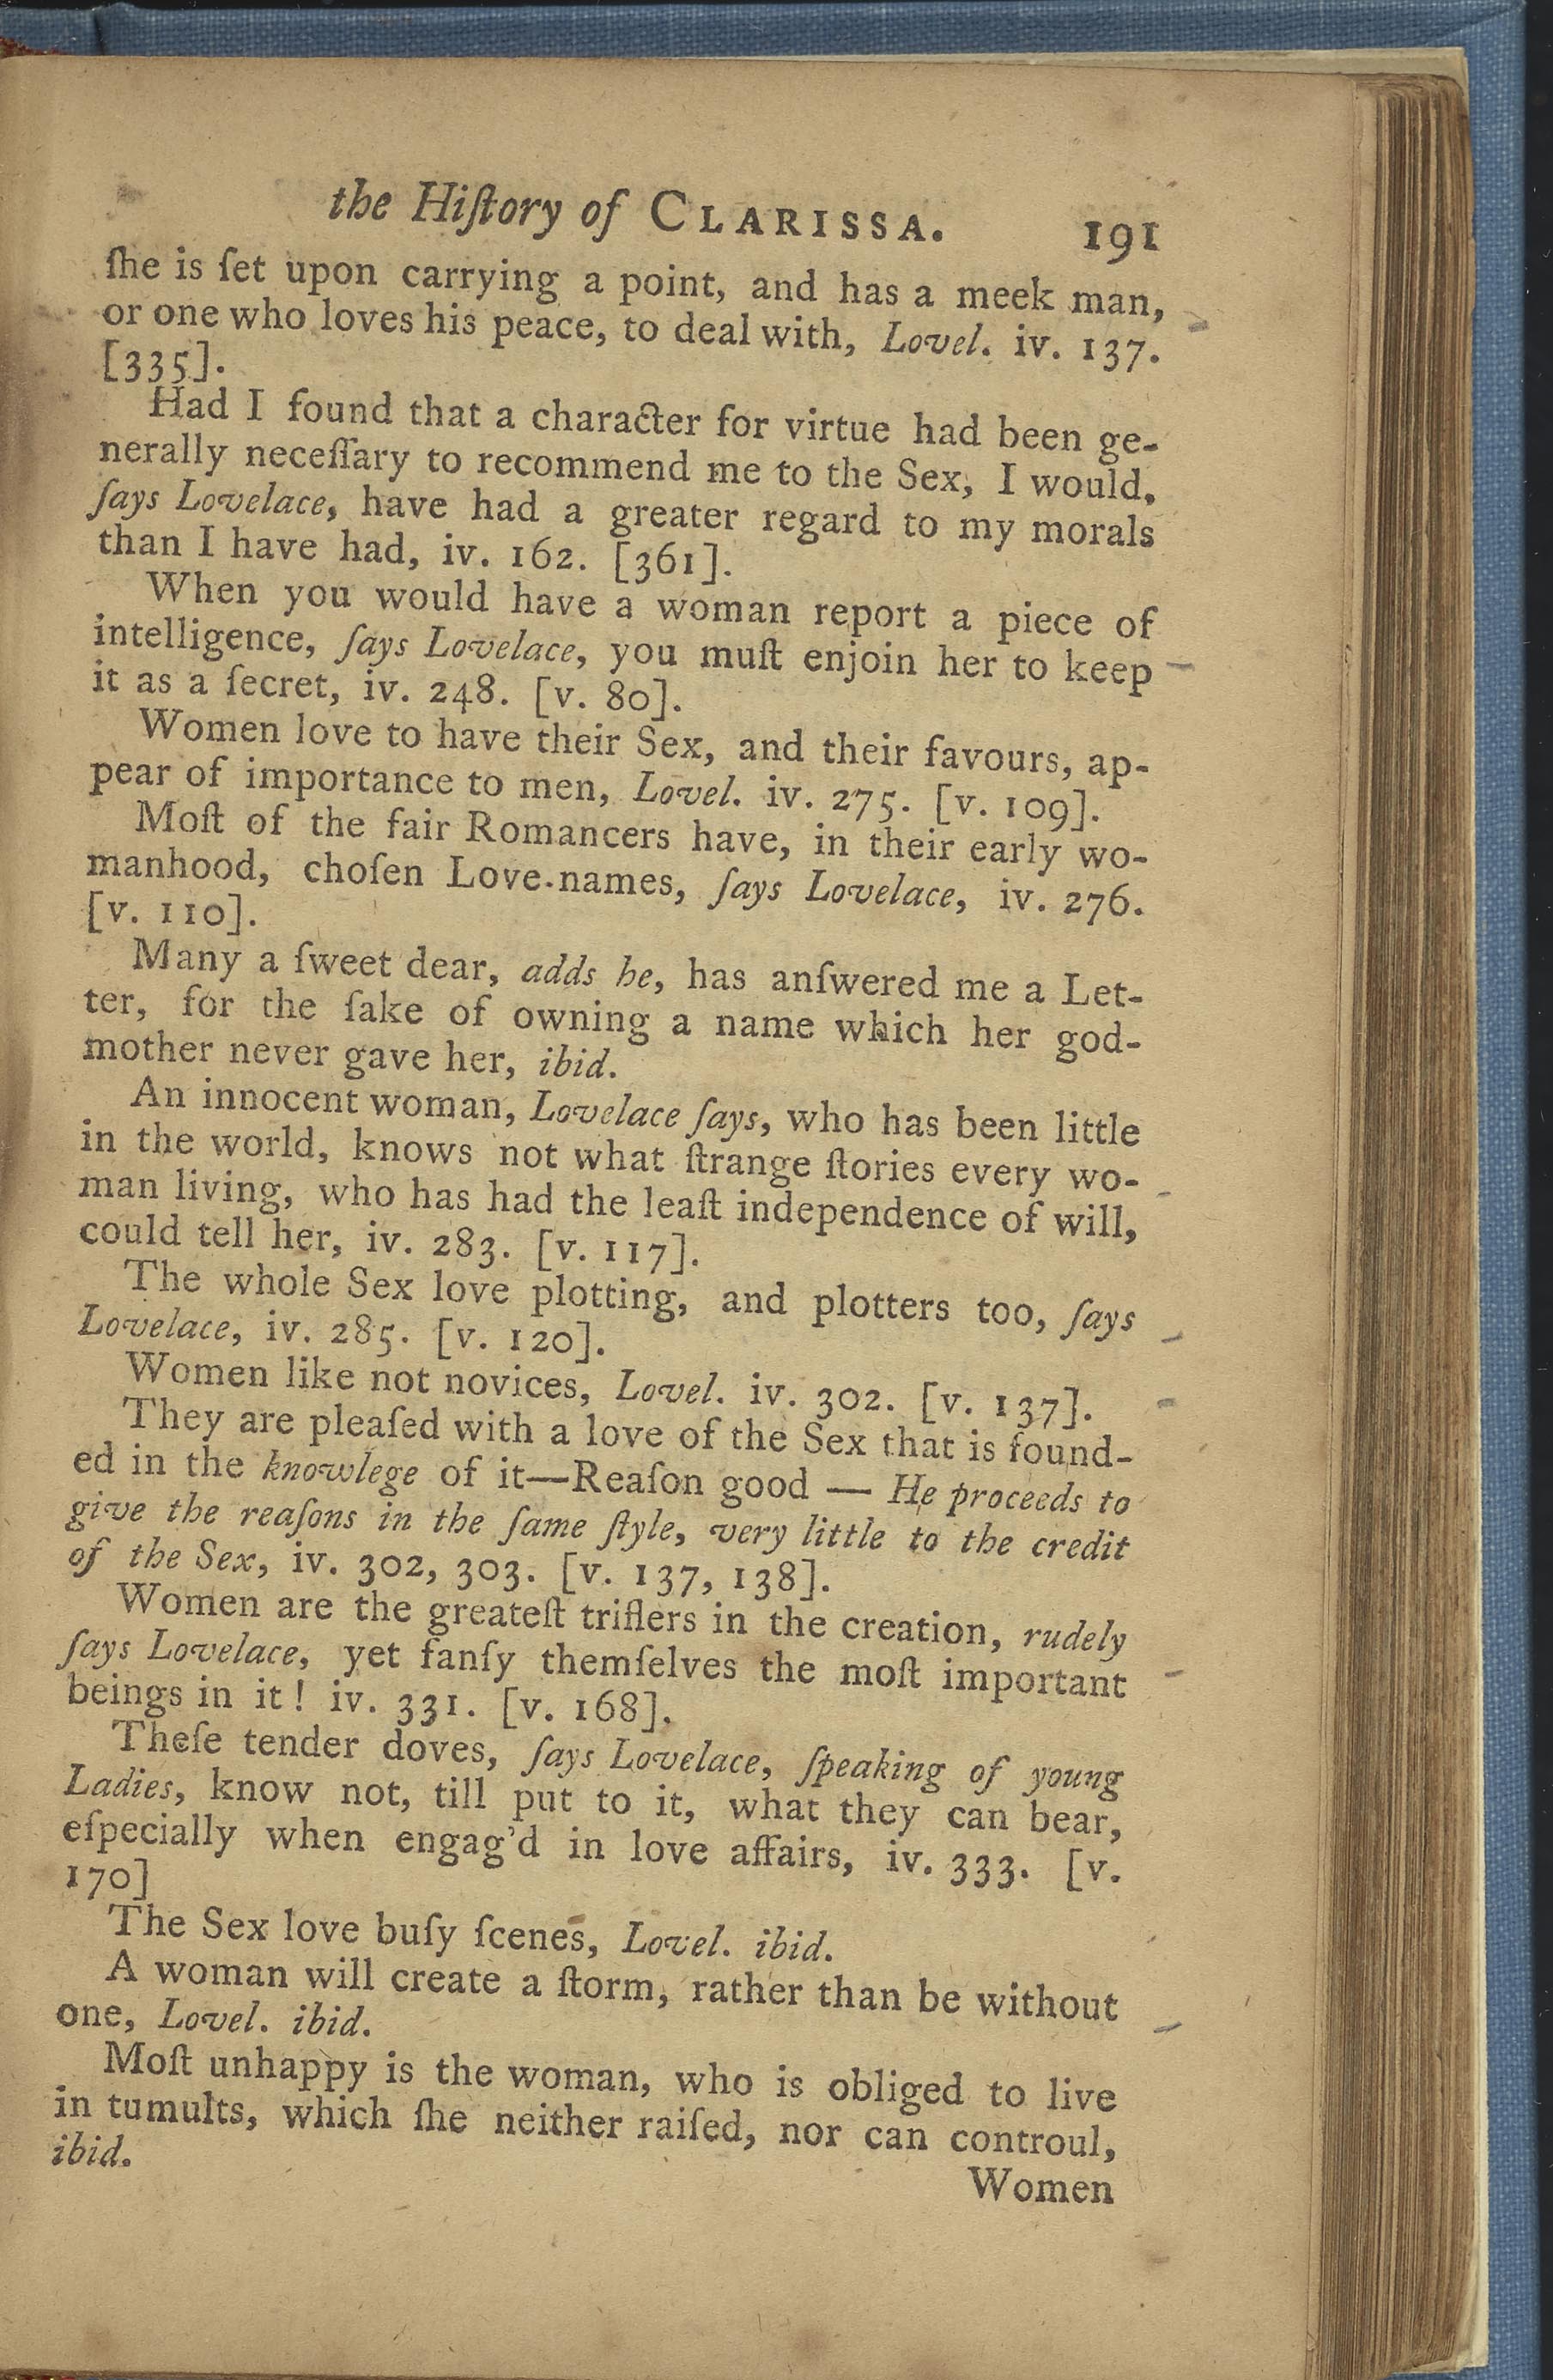 the Hiſtory of CLARISSA. 191
ſhe is ſet upon carrying a point, and has a meek man,
or one who loves his peace, to deal with, Lovel. iv. 137.
[335].
Had I found that a character for virtue had been ge-
nerally neceſſary to recommend me to the Sex, I would,
ſays Lovelace, have had a greater regard to my morals
than I have had, iv. 162. [361].
When you would have a woman report a piece of
intelligence, ſays Lovelace, you muſt enjoin her to keep
it as a ſecret, iv. 248. [v. 80].
Women love to have their Sex, and their favours, ap-
pear of importance to men, Lovel. iv. 275. [v. 109].
Moſt of the fair Romancers have, in their early wo-
manhood, choſen Love-names, ſays Lovelace, iv. 276.
[v. 110].
Many a ſweet dear, adds he, has anſwered me a Let-
ter, for the ſake of owning a name which her god-
mother never gave her, ibid.
An innocent woman, Lovelace ſays, who has been little
in the world, knows not what ſtrange ſtories every wo-
man living, who has had the leaſt independence of will,
could tell her, iv. 283. [v. 117].
The whole Sex love plotting, and plotters too, ſays
Lovelace, iv. 285. [v. 120].
Women like not novices, Lovel. iv. 302. [v. 137].
They are pleaſed with a love of the Sex that is found-
ed in the knowlege of it—Reaſon good — He proceeds to
give the reaſons in the ſame ſtyle, very little to the credit
of the Sex, iv. 302, 303. [v. 137, 138].
Women are the greateſt triflers in the creation, rudely
ſays Lovelace, yet fanſy themſelves the moſt important
beings in it! iv. 331. [v. 168].
Theſe tender doves, ſays Lovelace, ſpeaking of young
Ladies, know not, till put to it, what they can bear,
eſpecially when engag'd in love affairs, iv. 333. [v.
170]
The Sex love buſy ſcenes, Lovel. ibid.
A woman will create a ſtorm, rather than be without
one, Lovel. ibid.
Moſt unhappy is the woman, who is obliged to live
in tumults, which ſhe neither raiſed, nor can controul,
ibid.
Women